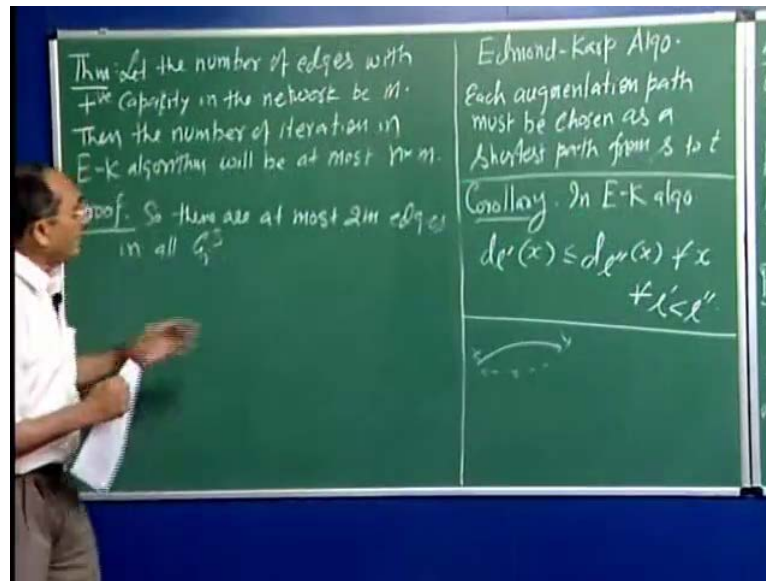 Thm: Let the number of edges with
+ve capacity in the network be m.
Then the number of iteration in
E-K algorithm will be at most n*m.
Proof. So there are at most 2m edges
in all
Edmond-Karp Algo.
Each augmentation path
must be chosen as a
shortest path from s to t
Corollary. In E-K algo
dℓ'(x) ≤ dℓ''(x) ∀ x
∀ ℓ' < ℓ''